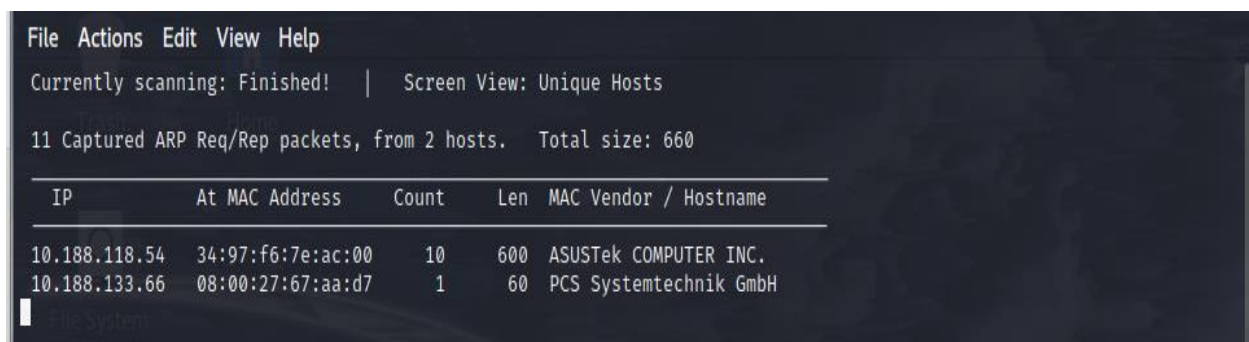 File Actions Edit View Help
Currently scanning: Finished! | Screen View: Unique Hosts
11 Captured ARP Req/Rep packets, from 2 hosts. Total size: 660
IP At MAC Address Count Len MAC Vendor / Hostname
10.188.118.54 34:97:f6:7e:ac:00 10 600 ASUSTek COMPUTER INC.
10.188.133.66 08:00:27:67:aa:d7 1 60 PCS Systemtechnik GmbH
File System